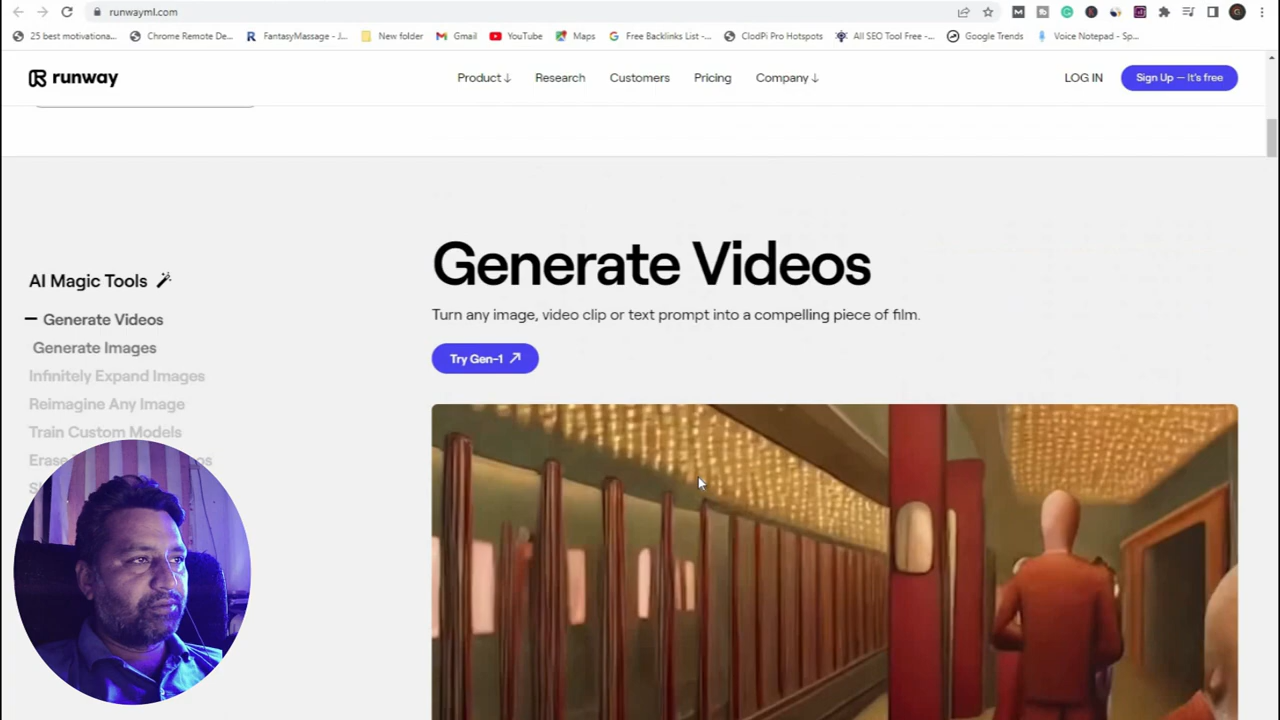 runwayml.com
25 best motivationa...
Chrome Remote De...
FantasyMassage - J...
New folder
Gmail
YouTube
Maps
Free Backlinks List -...
ClodPi Pro Hotspots
All SEO Tool Free -...
Google Trends
Voice Notepad - Sp...
runway
Product ↓
Research
Customers
Pricing
Company ↓
LOG IN
Sign Up — It's free
Generate Videos
Turn any image, video clip or text prompt into a compelling piece of film.
Try Gen-1
AI Magic Tools
Generate Videos
Generate Images
Infinitely Expand Images
Reimagine Any Image
Train Custom Models